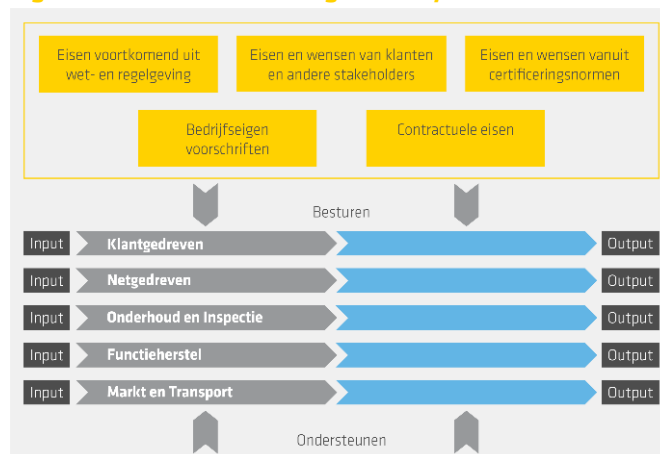 Eisen voortkomend uit
wet- en regelgeving
Eisen en wensen van klanten
en andere stakeholders
Eisen en wensen vanuit
certificeringsnormen
Bedrijfseigen
voorschriften
Contractuele eisen
Besturen
Input Klantgedreven Output
Input Netgedreven Output
Input Onderhoud en Inspectie Output
Input Functieherstel Output
Input Markt en Transport Output
Ondersteunen